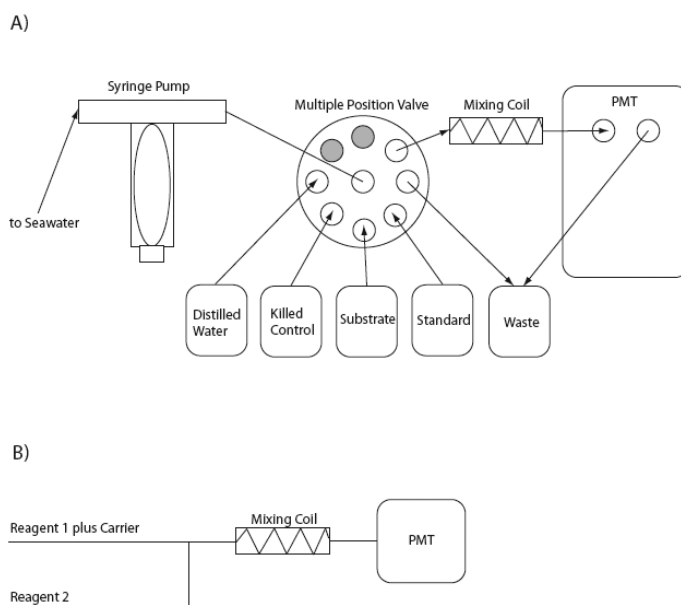 A)
Syringe Pump
Multiple Position Valve
Mixing Coil
PMT
to Seawater
Distilled
Water
Killed
Control
Substrate
Standard
Waste
B)
Mixing Coil
Reagent 1 plus Carrier
PMT
Reagent 2